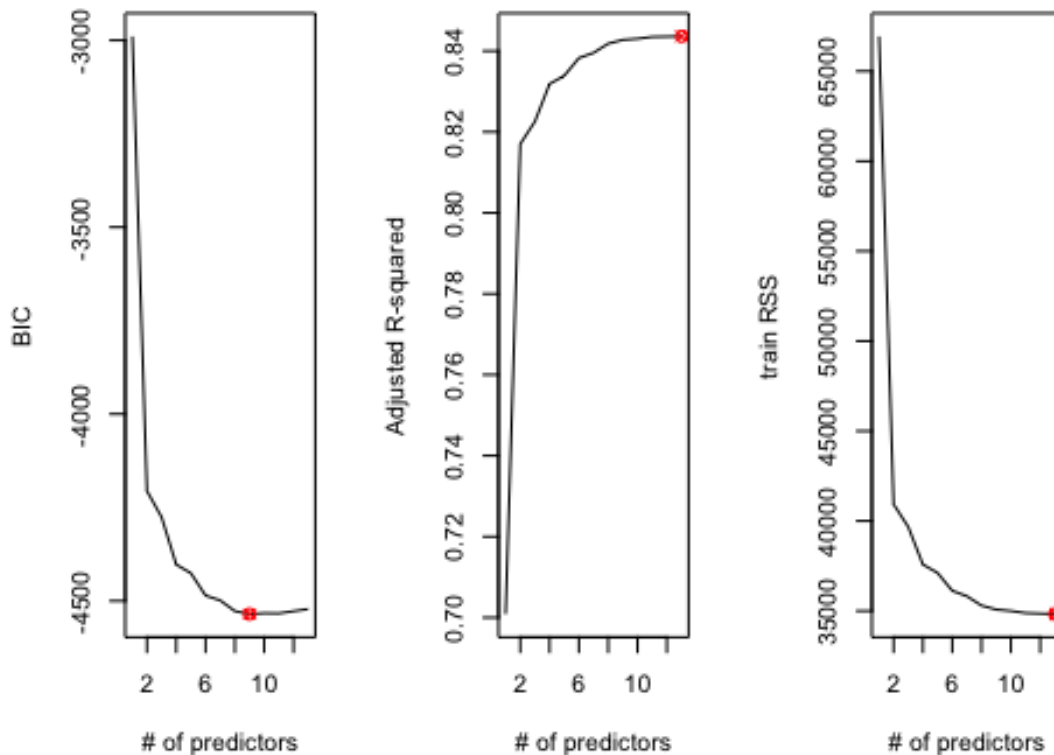 BIC
-3000
-3500
-4000
-4500
2 6 10
# of predictors
Adjusted R-squared
0.84
0.82
0.80
0.78
0.76
0.74
0.72
0.70
2 6 10
# of predictors
train RSS
65000
60000
55000
50000
45000
40000
35000
2 6 10
# of predictors